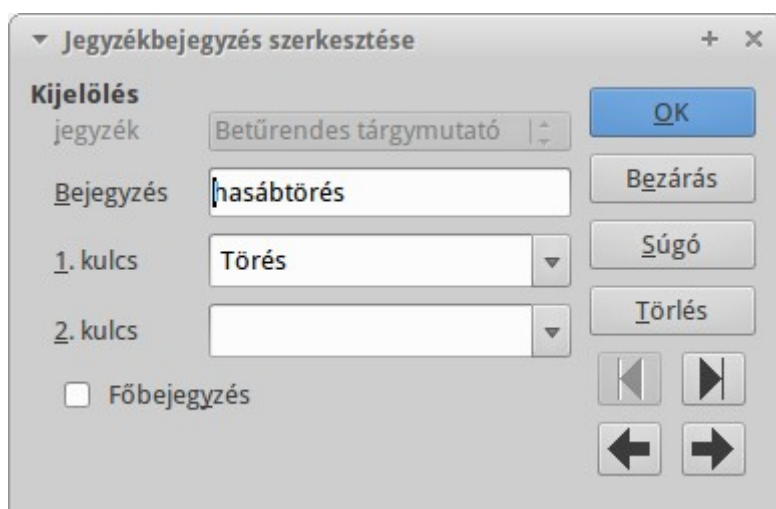 Jegyzékbejegyzés szerkesztése
Kijelölés
jegyzék
Betűrendes tárgymutató
OK
Bejegyzés
hasábtörés
Bezárás
1. kulcs
Törés
Súgó
2. kulcs
Törlés
Főbejegyzés